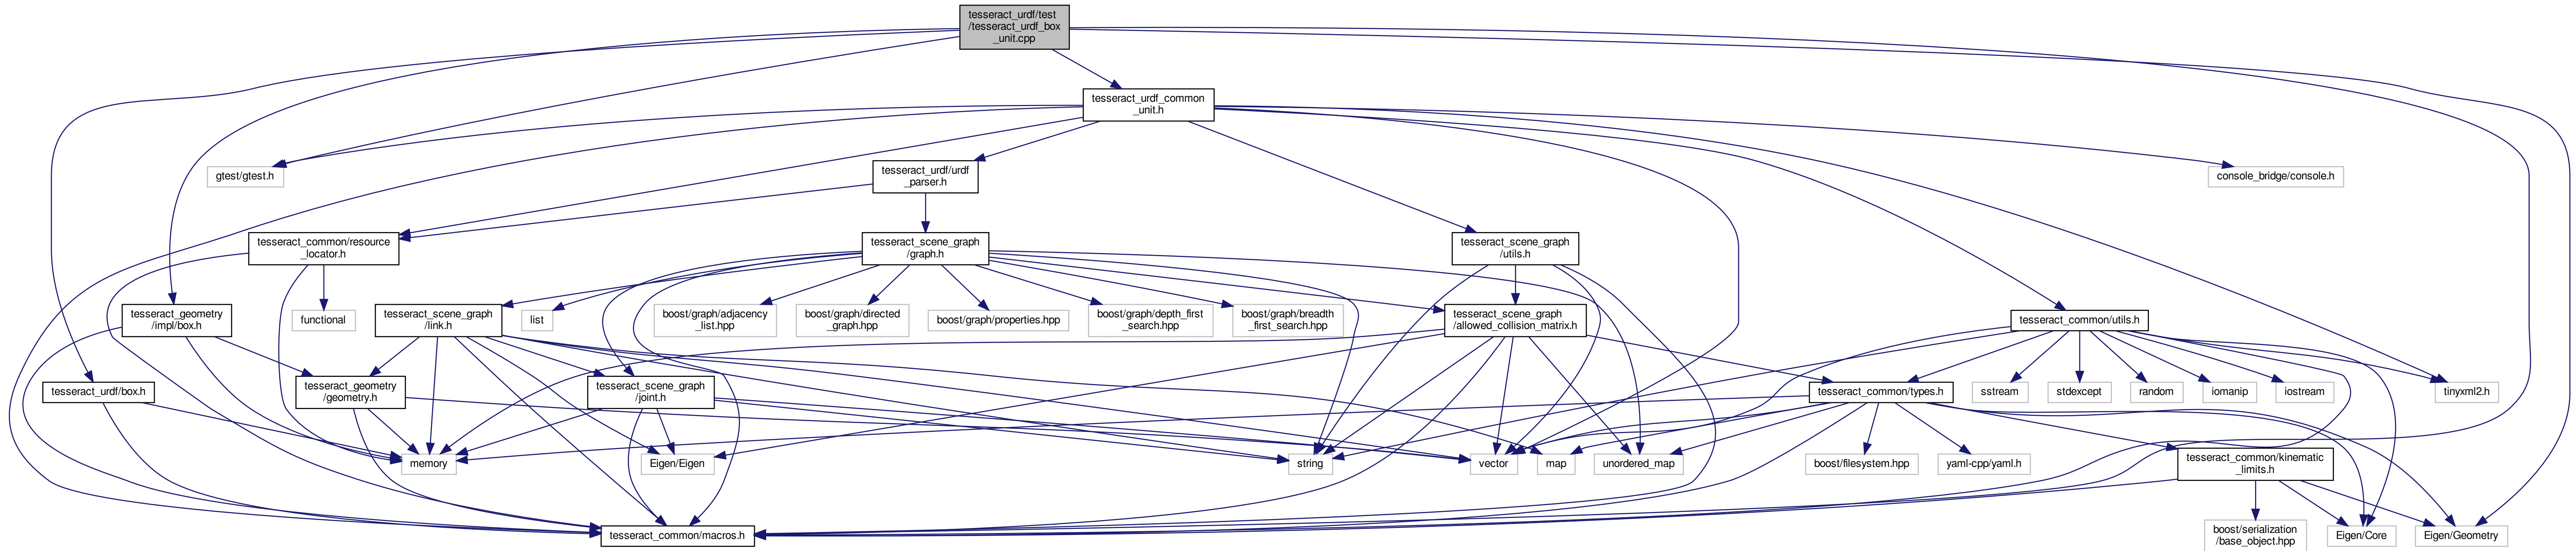 tesseract_urdf/test
/tesseract_urdf_box
_unit.cpp
tesseract_urdf_common
_unit.h
gtest/gtest.h
tesseract_urdf/urdf
_parser.h
console_bridge/console.h
tesseract_common/resource
_locator.h
tesseract_scene_graph
/graph.h
tesseract_scene_graph
/utils.h
tesseract_geometry
/impl/box.h
functional
tesseract_scene_graph
/link.h
list
boost/graph/adjacency
_list.hpp
boost/graph/directed
_graph.hpp
boost/graph/properties.hpp
boost/graph/depth_first
_search.hpp
boost/graph/breadth
_first_search.hpp
tesseract_scene_graph
/allowed_collision_matrix.h
tesseract_common/utils.h
tesseract_urdf/box.h
tesseract_geometry
/geometry.h
tesseract_scene_graph
/joint.h
tesseract_common/types.h
sstream
stdexcept
random
iomanip
iostream
tinyxml2.h
memory
Eigen/Eigen
string
vector
map
unordered_map
boost/filesystem.hpp
yaml-cpp/yaml.h
tesseract_common/kinematic
_limits.h
tesseract_common/macros.h
boost/serialization
/base_object.hpp
Eigen/Core
Eigen/Geometry